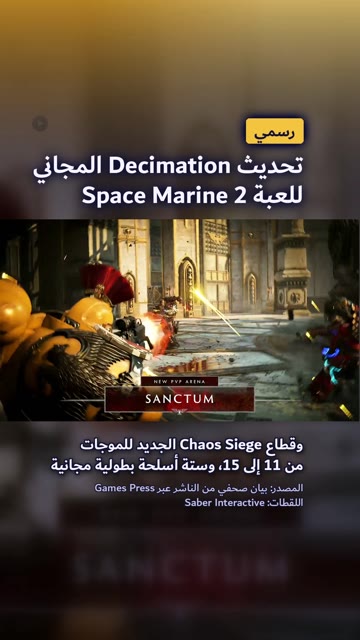 رسمي
تحديث Decimation المجاني
للعبة Space Marine 2
NEW PVP ARENA
SANCTUM
وقطاع Chaos Siege الجديد للموجات
من 11 إلى 15، وستة أسلحة بطولية مجانية
المصدر: بيان صحفي من الناشر عبر Games Press
اللقطات: Saber Interactive
SANCTUM